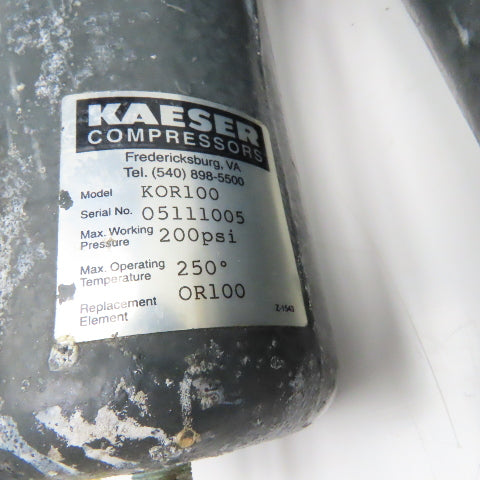 KAESER
COMPRESSORS
Fredericksburg, VA
Tel. (540) 898-5500
Model KOR100
Serial No. 05111005
Max. Working Pressure 200psi
Max. Operating Temperature 250°
Replacement Element OR100
Z-1543